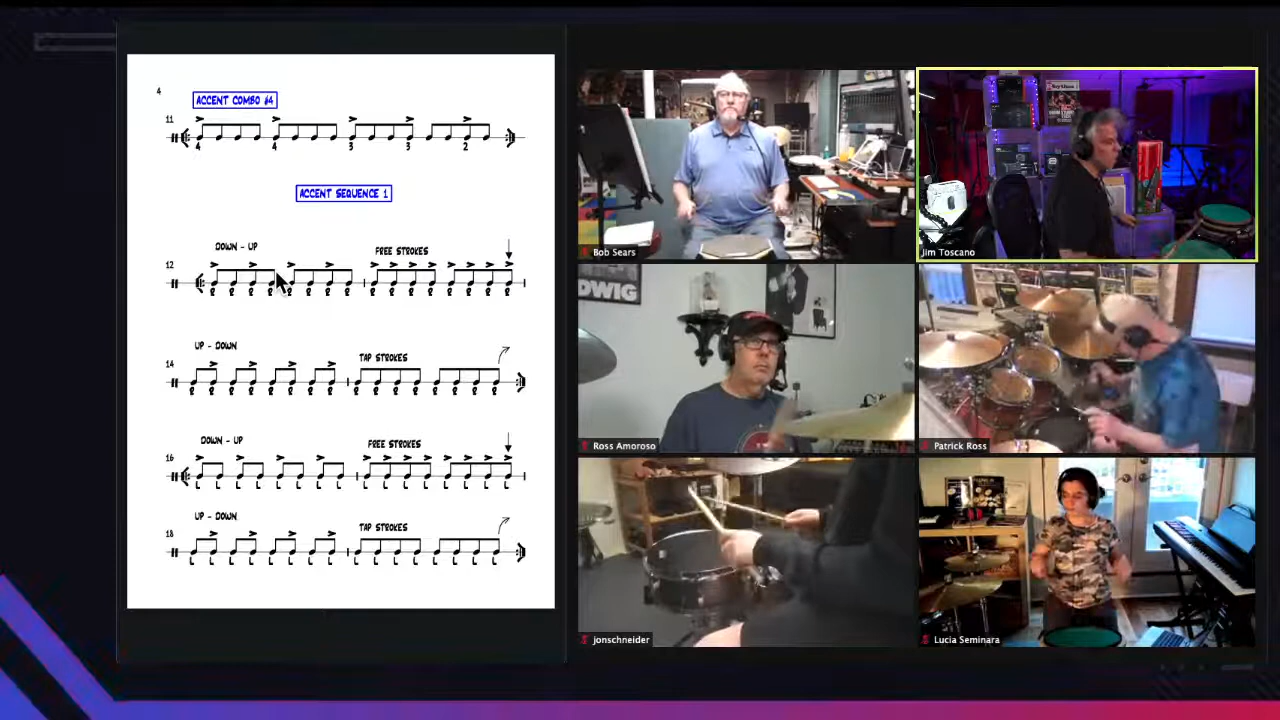 4
ACCENT COMBO #4
11
4 4 3 3 2
ACCENT SEQUENCE 1
DOWN - UP FREE STROKES
12
R R R R R R R R R R R R R R R R
UP - DOWN
TAP STROKES
14
R R R R R R R R R R R R R R R R
DOWN - UP FREE STROKES
16
L L L L L L L L L L L L L L L L
UP - DOWN
TAP STROKES
18
L L L L L L L L L L L L L L L L
Bob Sears
Jim Toscano
DWIG
Ross Amoroso
Patrick Ross
jonschneider
Lucia Seminara